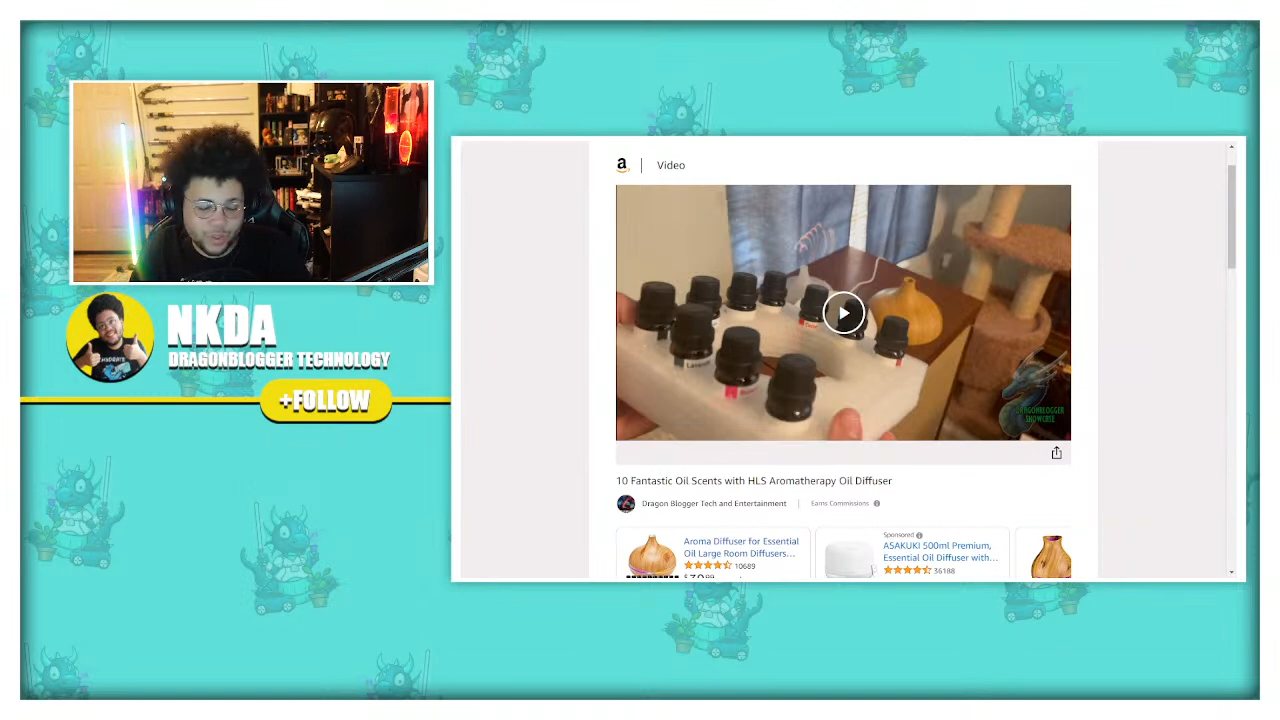 NKDA
DRAGONBLOGGER TECHNOLOGY
+FOLLOW
a
Video
DRAGONBLOGGER
SHOWCASE
10 Fantastic Oil Scents with HLS Aromatherapy Oil Diffuser
Dragon Blogger Tech and Entertainment
Earns Commissions
Aroma Diffuser for Essential
Oil Large Room Diffusers...
10689
Sponsored
ASAKUKI 500ml Premium,
Essential Oil Diffuser with...
36188